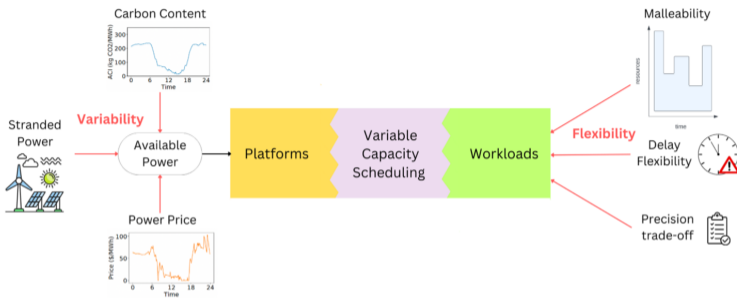 Carbon Content
ACI (kg CO2/MWh)
300
200
100
0
0 6 12 18 24
Time
Variability
Stranded
Power
Available
Power
Power Price
Price ($/MWh)
100
50
0
0 6 12 18 24
Time
Platforms
Variable
Capacity
Scheduling
Workloads
Malleability
resources
time
Flexibility
Delay
Flexibility
Precision
trade-off